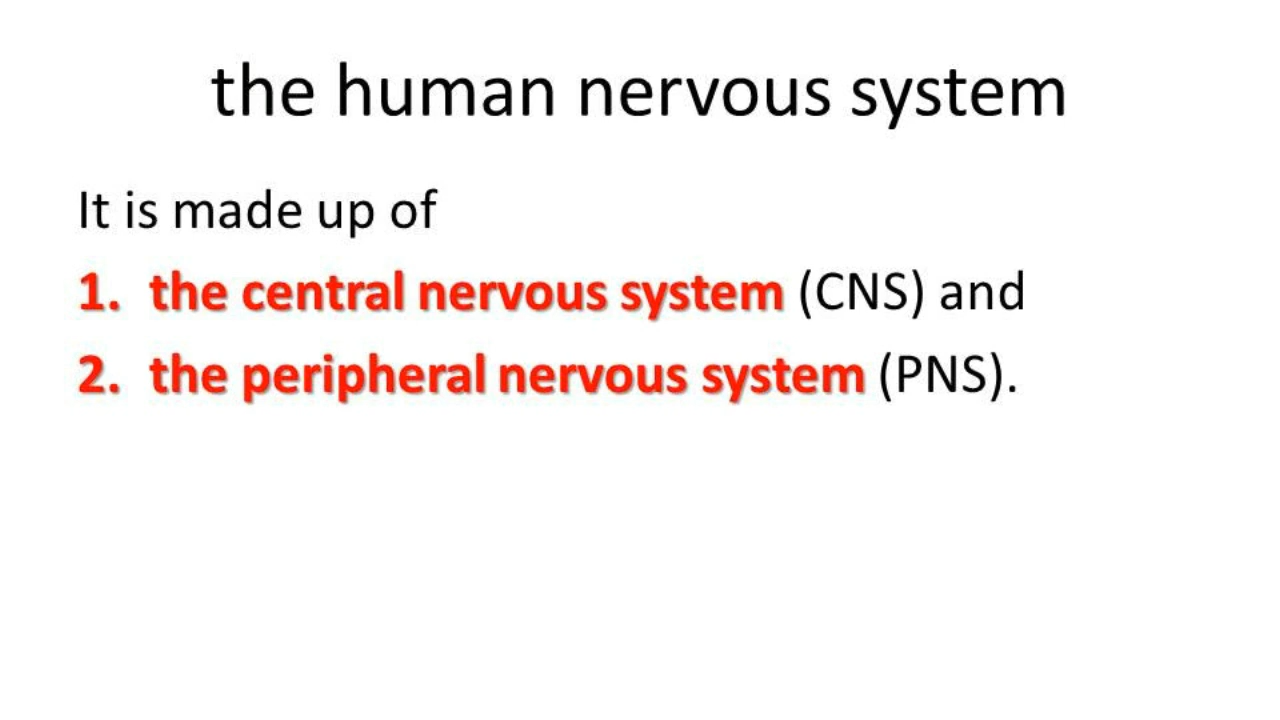 the human nervous system
It is made up of
1. the central nervous system (CNS) and
2. the peripheral nervous system (PNS).